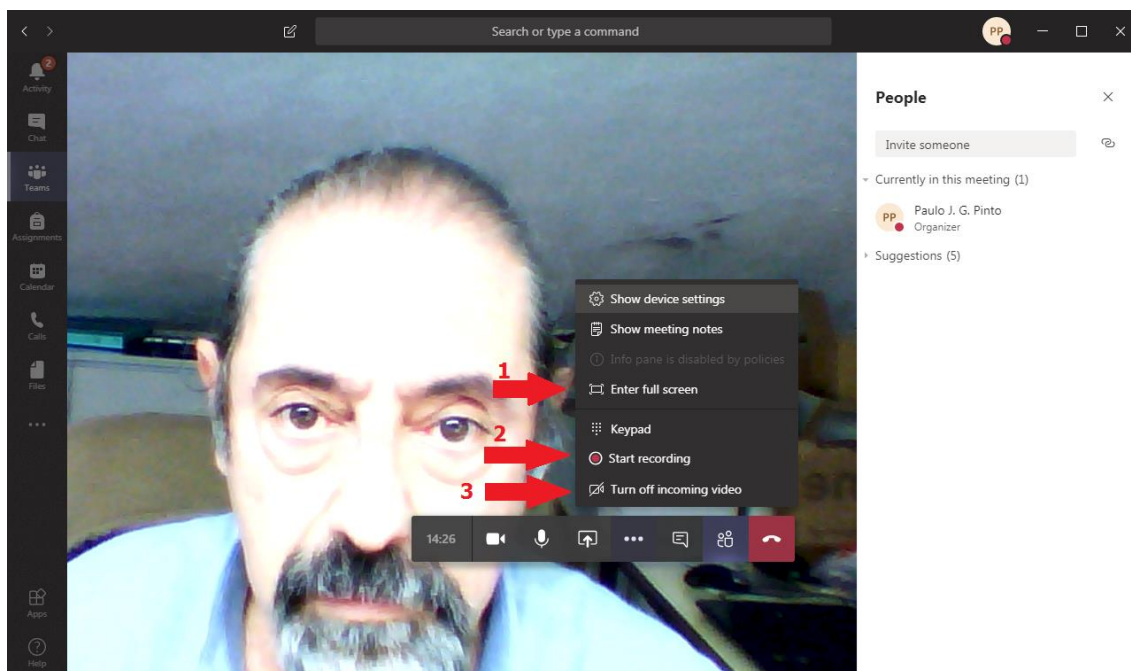 Search or type a command
PP
2
Activity
Chat
Teams
Assignments
Calendar
Calls
Files
Apps
Help
People
Invite someone
Currently in this meeting (1)
PP
Paulo J. G. Pinto
Organizer
Suggestions (5)
Show device settings
Show meeting notes
Info pane is disabled by policies
1
Enter full screen
Keypad
2
Start recording
3
Turn off incoming video
14:26